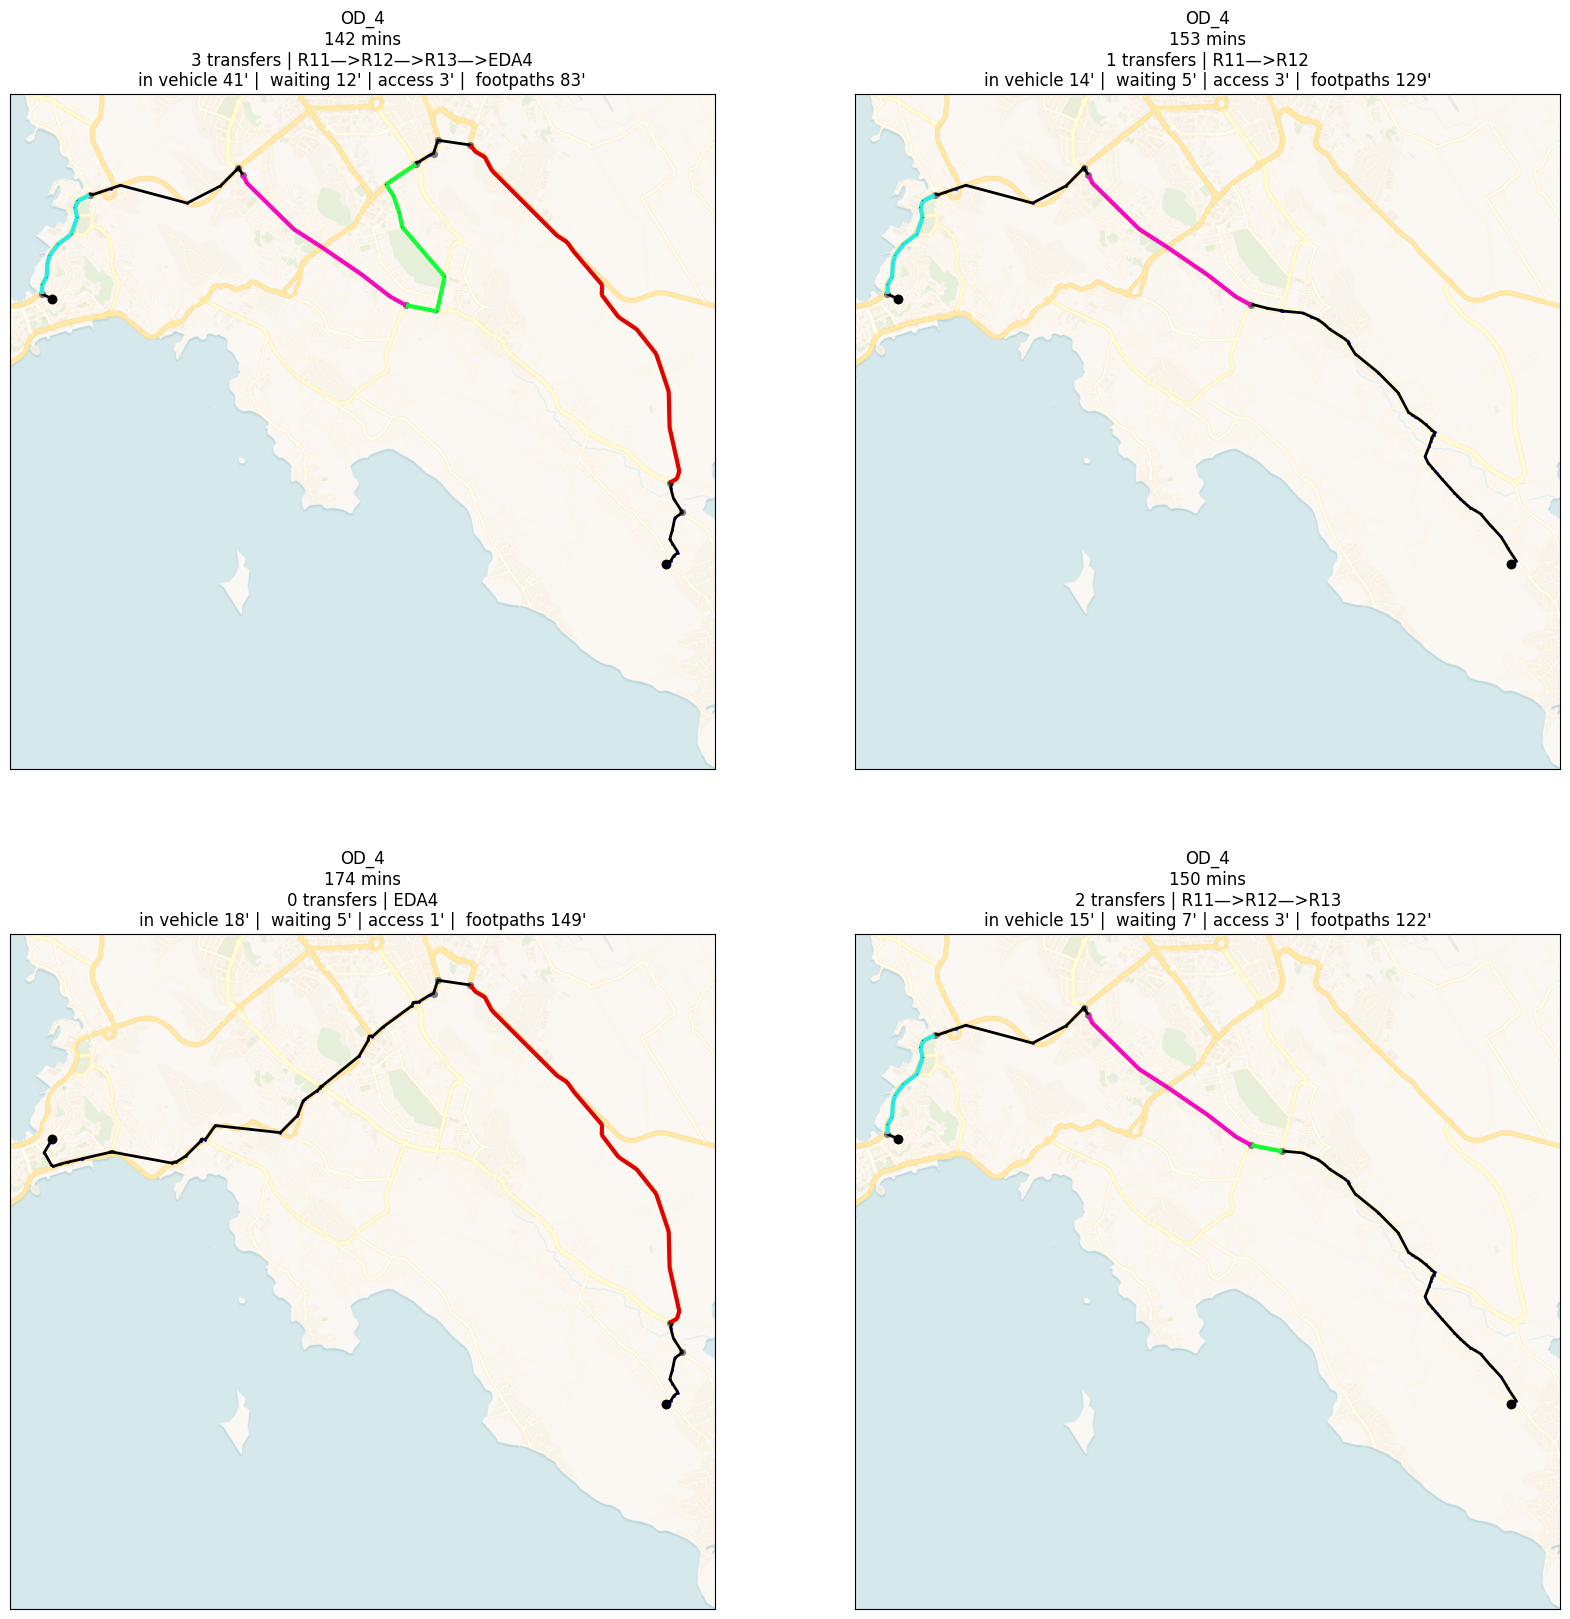 OD_4
142 mins
3 transfers | R11—>R12—>R13—>EDA4
in vehicle 41' |  waiting 12' | access 3' |  footpaths 83'
OD_4
153 mins
1 transfers | R11—>R12
in vehicle 14' |  waiting 5' | access 3' |  footpaths 129'
OD_4
174 mins
0 transfers | EDA4
in vehicle 18' |  waiting 5' | access 1' |  footpaths 149'
OD_4
150 mins
2 transfers | R11—>R12—>R13
in vehicle 15' |  waiting 7' | access 3' |  footpaths 122'